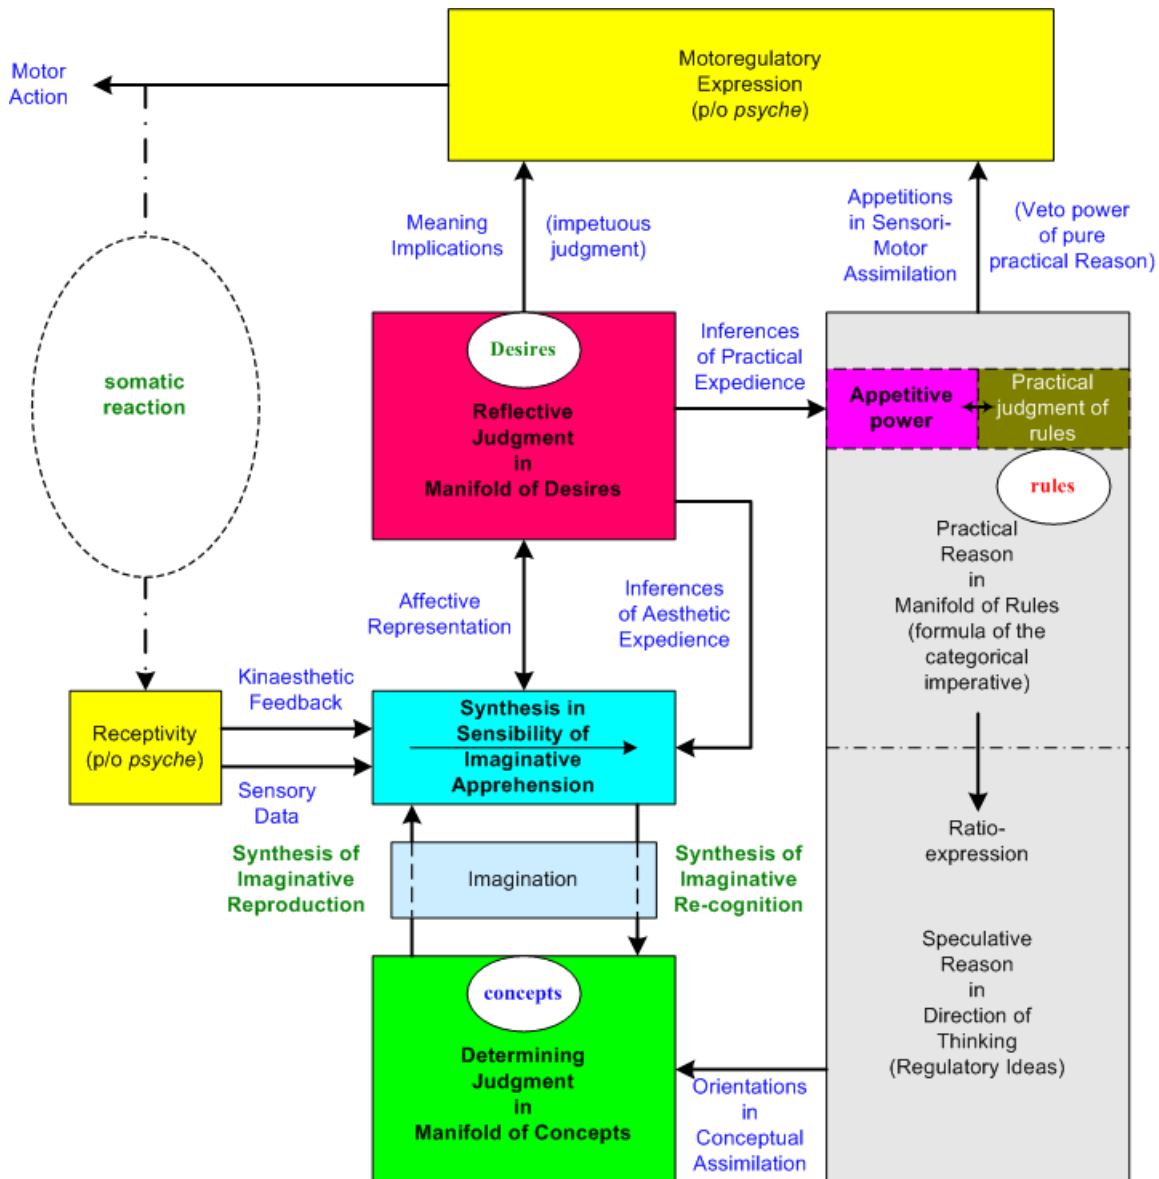 Motor
Action
Motoregulatory
Expression
(p/o psyche)
Meaning
Implications
(impetuous
judgment)
Appetitions
in Sensori-
Motor
Assimilation
(Veto power
of pure
practical Reason)
somatic
reaction
Desires
Reflective
Judgment
in
Manifold of Desires
Inferences
of Practical
Expedience
Appetitive
power
Practical
judgment of
rules
rules
Practical
Reason
in
Manifold of Rules
(formula of the
categorical
imperative)
Affective
Representation
Inferences
of Aesthetic
Expedience
Kinaesthetic
Feedback
Receptivity
(p/o psyche)
Sensory
Data
Synthesis in
Sensibility of
Imaginative
Apprehension
Synthesis of
Imaginative
Reproduction
Imagination
Synthesis of
Imaginative
Re-cognition
Ratio-
expression
Speculative
Reason
in
Direction of
Thinking
(Regulatory Ideas)
concepts
Determining
Judgment
in
Manifold of Concepts
Orientations
in
Conceptual
Assimilation